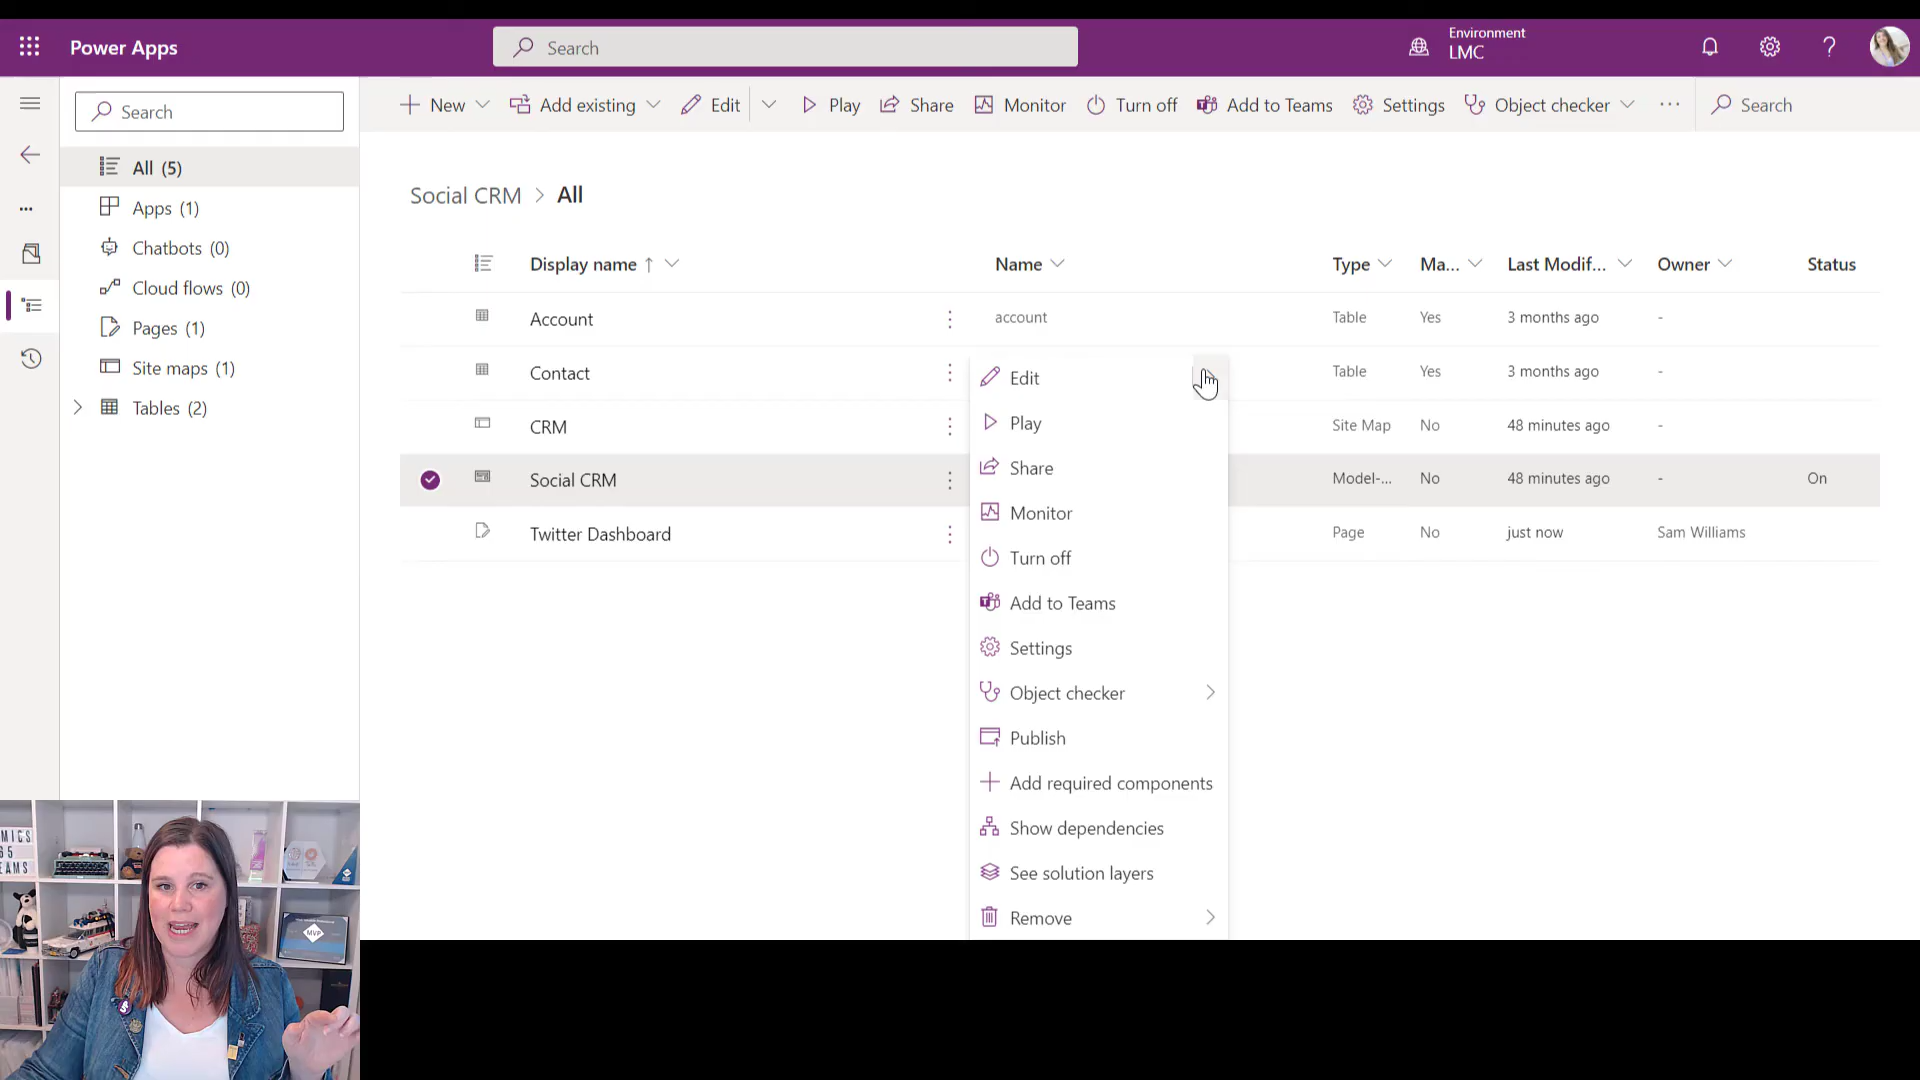 Power Apps
Search
Environment
LMC
Search
New
Add existing
Edit
Play
Share
Monitor
Turn off
Add to Teams
Settings
Object checker
Search
All (5)
Apps (1)
Chatbots (0)
Cloud flows (0)
Pages (1)
Site maps (1)
Tables (2)
Social CRM > All
Display name ↑ Name Type Ma... Last Modif... Owner Status
Account account Table Yes 3 months ago -
Contact Table Yes 3 months ago -
CRM Site Map No 48 minutes ago -
Social CRM Model-... No 48 minutes ago - On
Twitter Dashboard Page No just now Sam Williams
Edit
Play
Share
Monitor
Turn off
Add to Teams
Settings
Object checker
Publish
Add required components
Show dependencies
See solution layers
Remove
MICS
65
EAMS
MVP